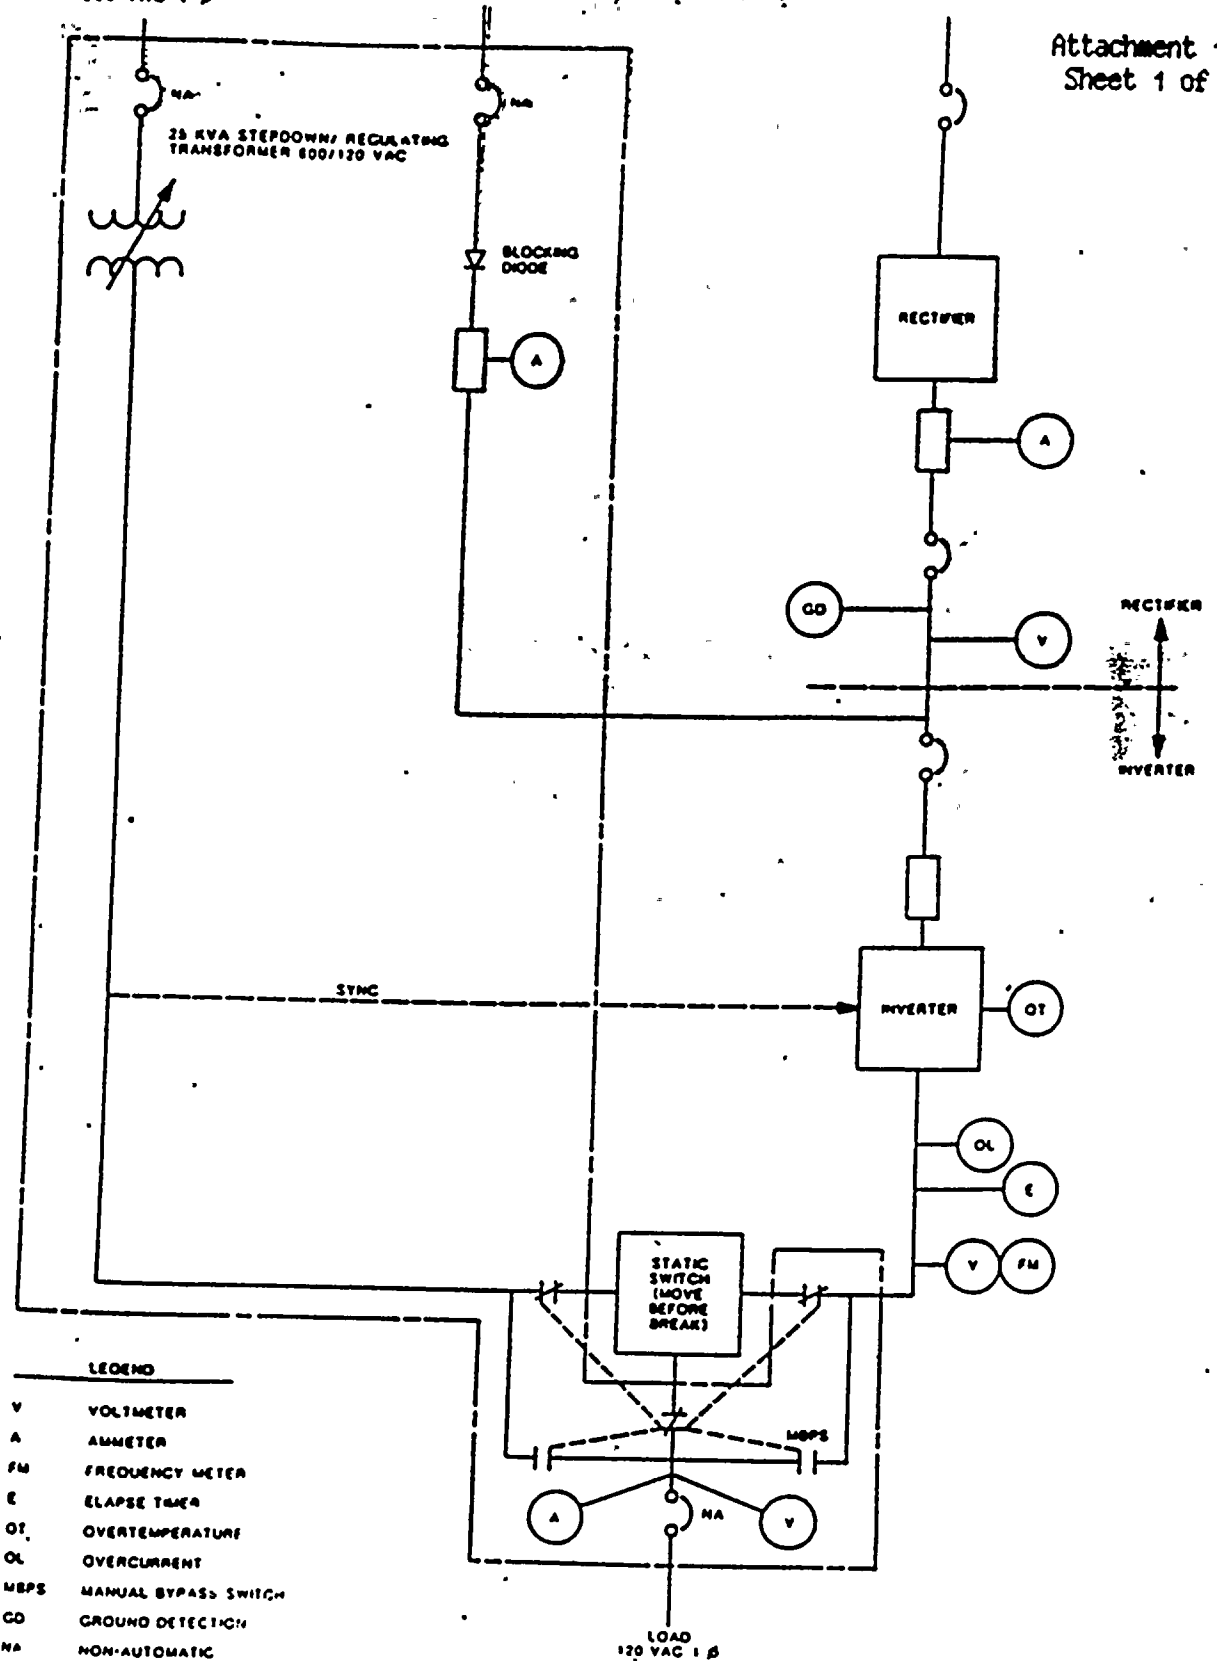 Attachment
Sheet 1 of
NA
NA
25 KVA STEPDOWN/REGULATING
TRANSFORMER 600/120 VAC
BLOCKING
DIODE
A
RECTIFIER
A
GD
V
RECTIFIER
INVERTER
SYNC
INVERTER
OT
OL
E
V
FM
STATIC
SWITCH
(MOVE
BEFORE
BREAK)
MBPS
A
NA
V
LOAD
120 VAC 1 Ø
LEGEND
V VOLTMETER
A AMMETER
FM FREQUENCY METER
E ELAPSE TIMER
OT OVERTEMPERATURE
OL OVERCURRENT
MBPS MANUAL BYPASS SWITCH
GD GROUND DETECTION
NA NON-AUTOMATIC